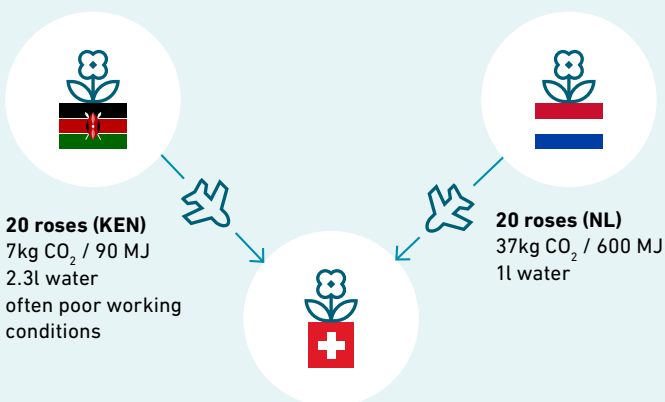 20 roses (KEN)
7kg CO₂ / 90 MJ
2.3l water
often poor working
conditions
20 roses (NL)
37kg CO₂ / 600 MJ
1l water